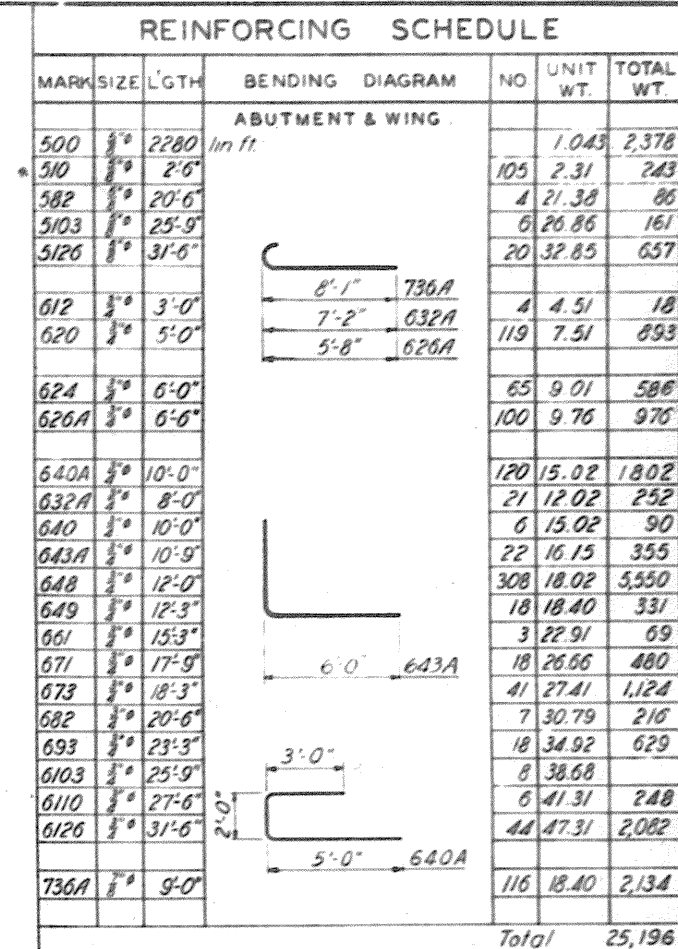 REINFORCING SCHEDULE
MARK SIZE L'GTH BENDING DIAGRAM NO. UNIT WT. TOTAL WT.
ABUTMENT & WING
500 5/8"ø 2280 lin ft. 1.043 2,378
510 5/8"ø 2'-6" 105 2.31 243
582 5/8"ø 20'-6" 4 21.38 86
5103 5/8"ø 25'-9" 6 26.86 161
5126 5/8"ø 31'-6" 20 32.85 657
8'-1" 736A
612 3/4"ø 3'-0" 7'-2" 632A 4 4.51 18
620 3/4"ø 5'-0" 5'-8" 626A 119 7.51 893
624 3/4"ø 6'-0" 65 9.01 586
626A 3/4"ø 6'-6" 100 9.76 976
640A 3/4"ø 10'-0" 120 15.02 1802
632A 3/4"ø 8'-0" 21 12.02 252
640 3/4"ø 10'-0" 6 15.02 90
643A 3/4"ø 10'-9" 22 16.15 355
648 3/4"ø 12'-0" 308 18.02 5,550
649 3/4"ø 12'-3" 18 18.40 331
661 3/4"ø 15'-3" 3 22.91 69
671 3/4"ø 17'-9" 6'-0" 643A 18 26.66 480
673 3/4"ø 18'-3" 41 27.41 1,124
682 3/4"ø 20'-6" 7 30.79 216
693 3/4"ø 23'-3" 3'-0" 18 34.92 629
6103 3/4"ø 25'-9" 8 38.68
6110 3/4"ø 27'-6" 2'-0" 6 41.31 248
6126 3/4"ø 31'-6" 44 47.31 2,082
5'-0" 640A
736A 7/8"ø 9'-0" 116 18.40 2,134
Total 25,196